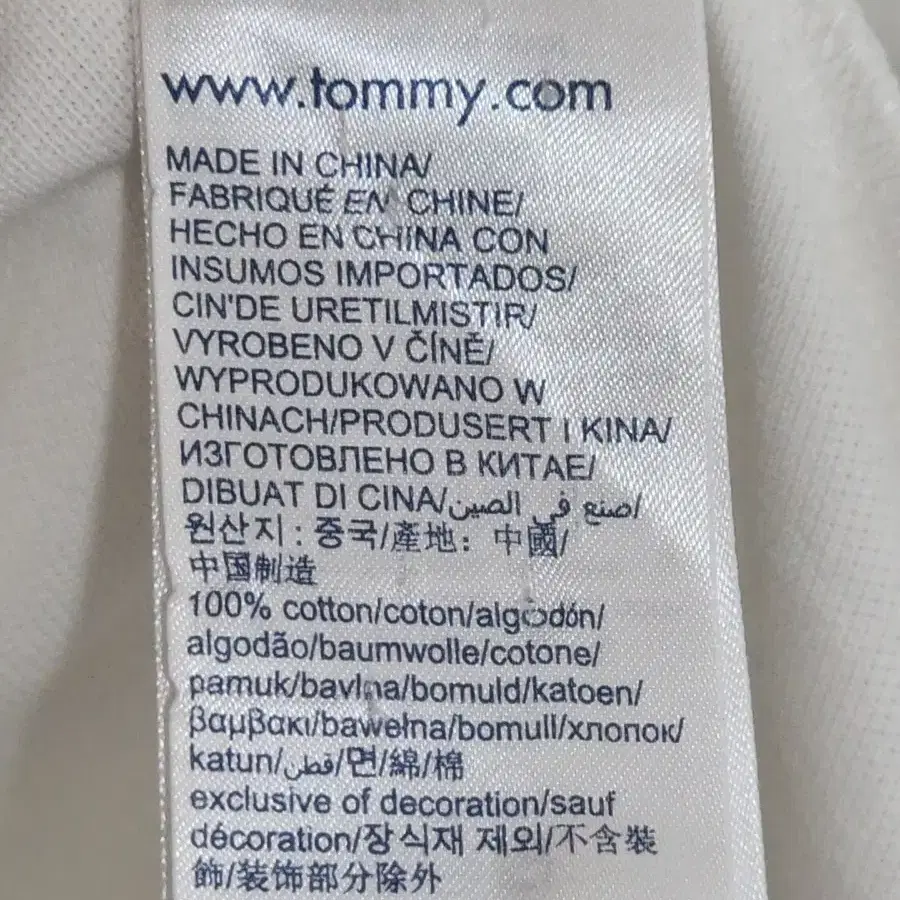 www.tommy.com
MADE IN CHINA/
FABRIQUÉ EN CHINE/
HECHO EN CHINA CON
INSUMOS IMPORTADOS/
CIN'DE URETILMISTIR/
VYROBENO V ČÍNĚ/
WYPRODUKOWANO W
CHINACH/PRODUSERT I KINA/
ИЗГОТОВЛЕНО В КИТАЕ/
DIBUAT DI CINA/صنع في الصين/
원산지: 중국/產地: 中國/
中国制造
100% cotton/coton/algodón/
algodão/baumwolle/cotone/
pamuk/bavlna/bomuld/katoen/
βαμβακι/bawełna/bomull/хлопок/
katun/قطن/면/綿/棉
exclusive of decoration/sauf
décoration/장식재 제외/不含裝
飾/装饰部分除外